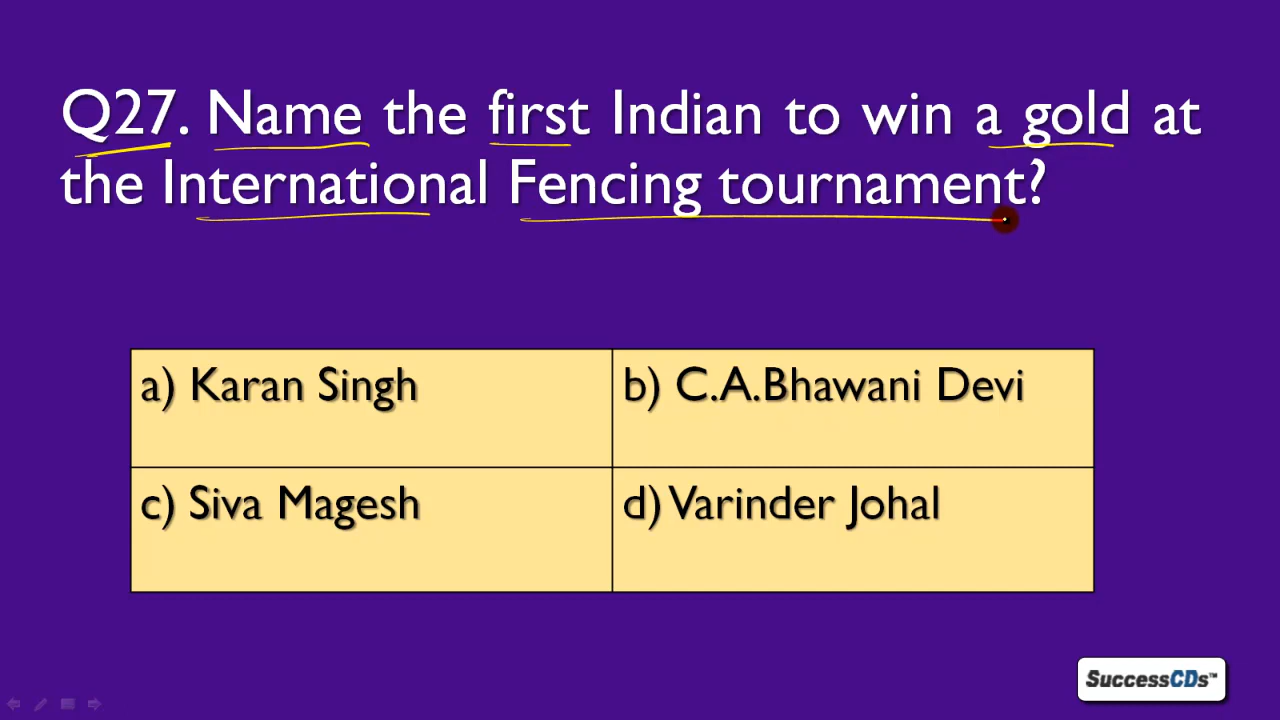 Q27. Name the first Indian to win a gold at
the International Fencing tournament?
a) Karan Singh
b) C.A.Bhawani Devi
c) Siva Magesh
d) Varinder Johal
SuccessCDs™